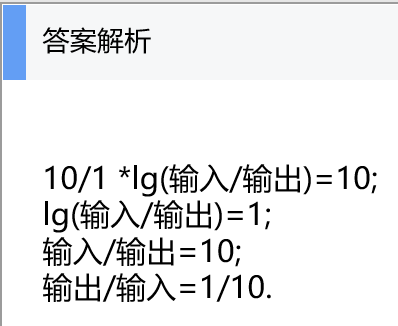 答案解析
10/1 *lg(输入/输出)=10;
lg(输入/输出)=1;
输入/输出=10;
输出/输入=1/10.